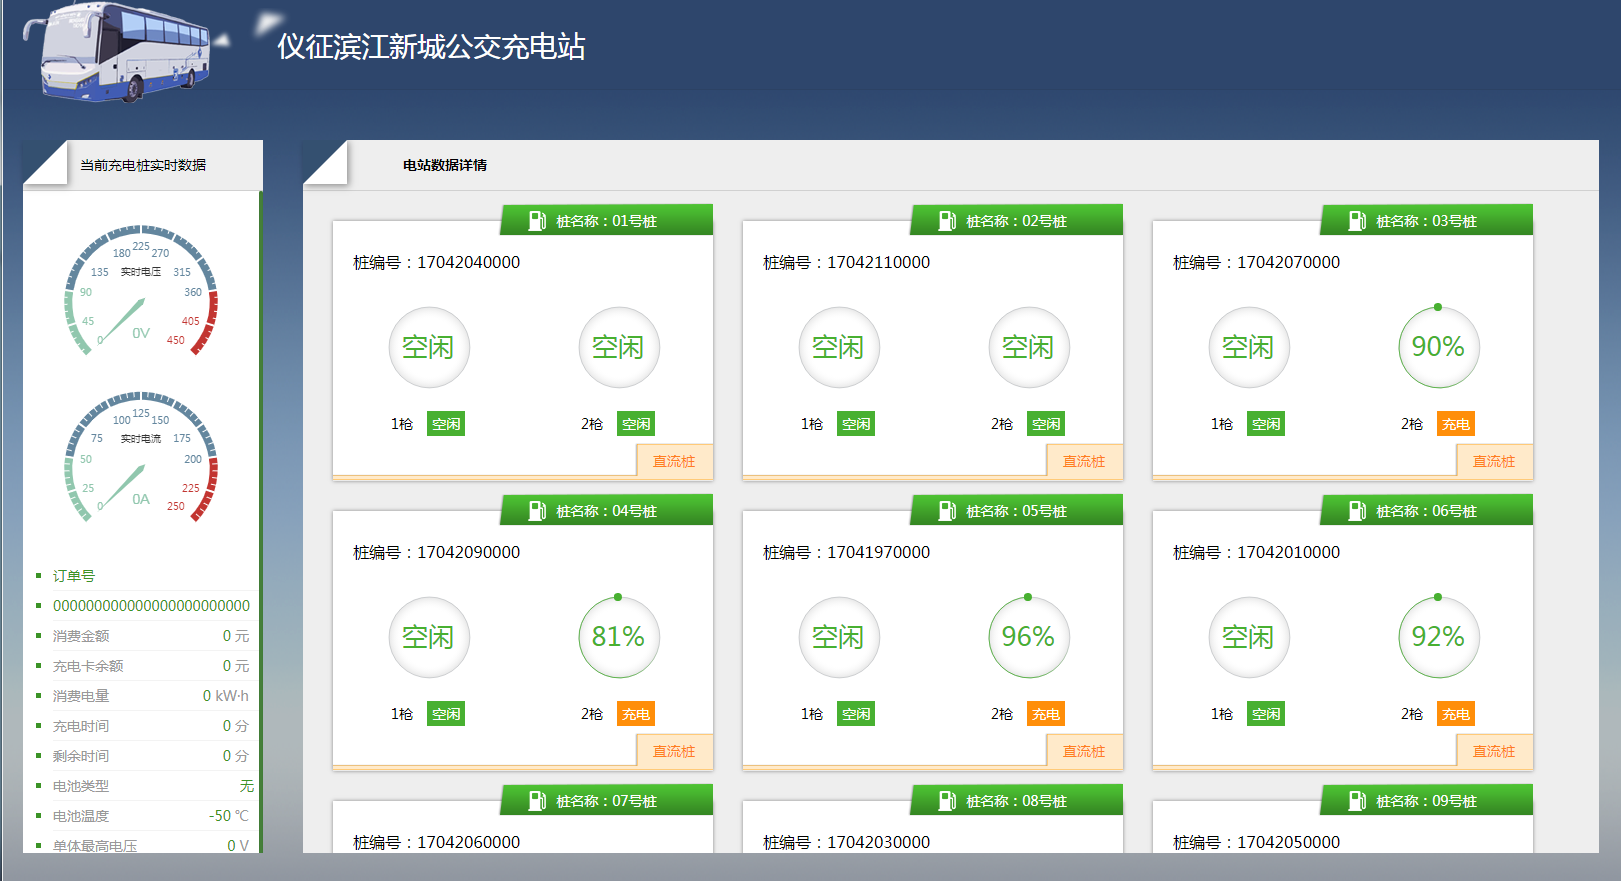 仪征滨江新城公交充电站
当前充电桩实时数据
225
180 270
135 实时电压 315
90 360
45 405
0 0V 450
125
100 150
75 实时电流 175
50 200
25 225
0 0A 250
订单号
000000000000000000000000
消费金额 0 元
充电卡余额 0 元
消费电量 0 kW·h
充电时间 0 分
剩余时间 0 分
电池类型 无
电池温度 -50 ℃
单体最高电压 0 V
电站数据详情
桩名称：01号桩
桩编号：17042040000
空闲 空闲
1枪 空闲 2枪 空闲
直流桩
桩名称：02号桩
桩编号：17042110000
空闲 空闲
1枪 空闲 2枪 空闲
直流桩
桩名称：03号桩
桩编号：17042070000
空闲 90%
1枪 空闲 2枪 充电
直流桩
桩名称：04号桩
桩编号：17042090000
空闲 81%
1枪 空闲 2枪 充电
直流桩
桩名称：05号桩
桩编号：17041970000
空闲 96%
1枪 空闲 2枪 充电
直流桩
桩名称：06号桩
桩编号：17042010000
空闲 92%
1枪 空闲 2枪 充电
直流桩
桩名称：07号桩
桩编号：17042060000
桩名称：08号桩
桩编号：17042030000
桩名称：09号桩
桩编号：17042050000